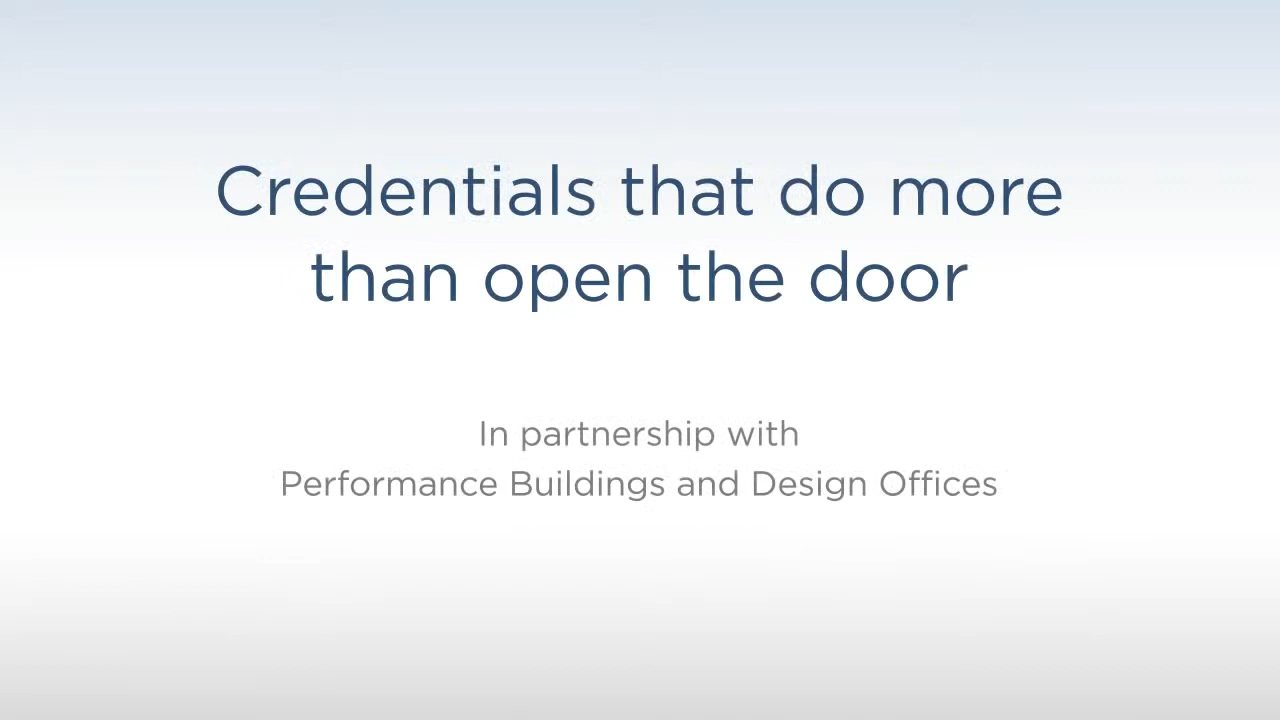 Credentials that do more
than open the door
In partnership with
Performance Buildings and Design Offices